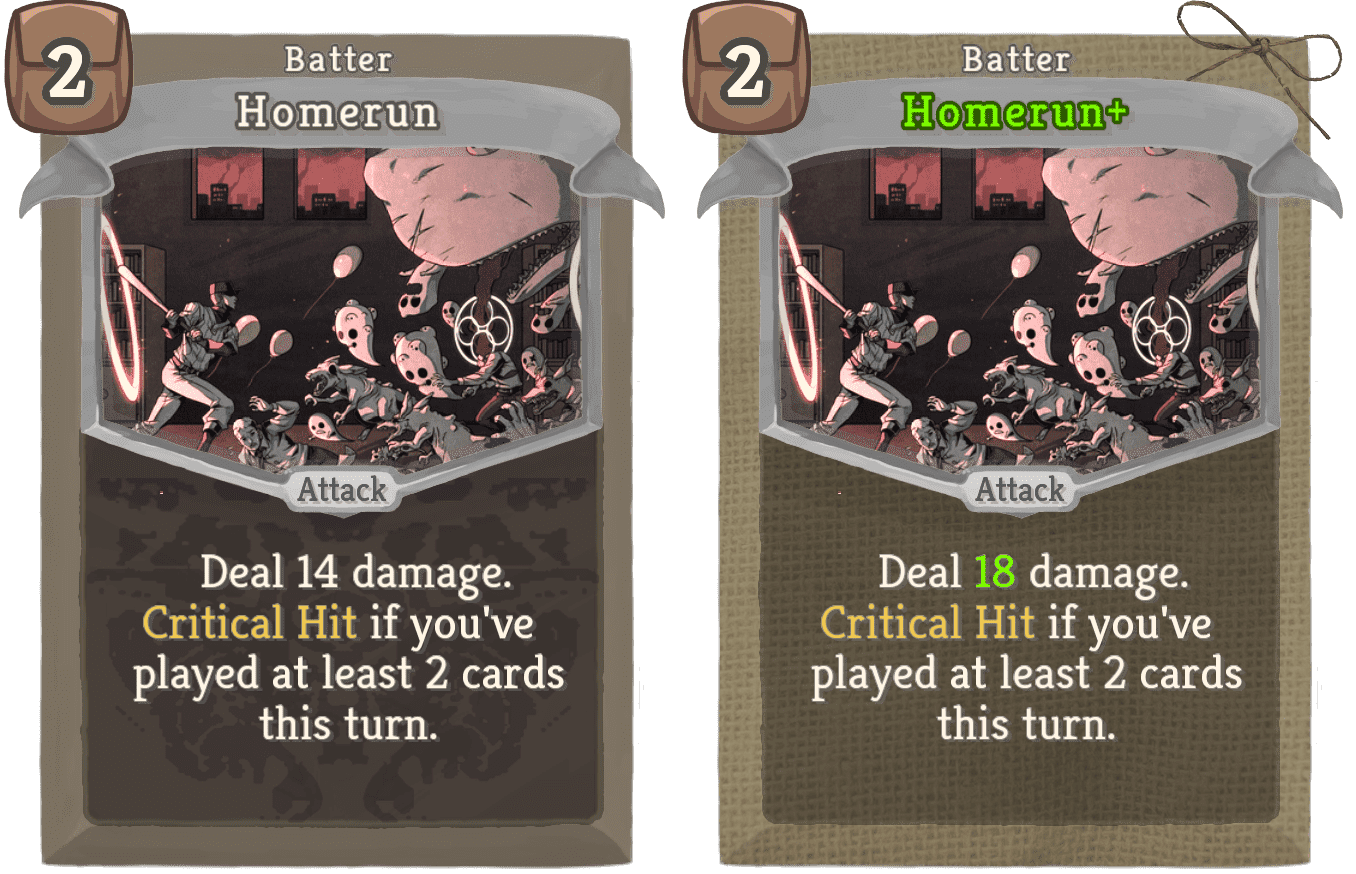 2
Batter
Homerun
Attack
Deal 14 damage.
Critical Hit if you've
played at least 2 cards
this turn.
2
Batter
Homerun+
Attack
Deal 18 damage.
Critical Hit if you've
played at least 2 cards
this turn.